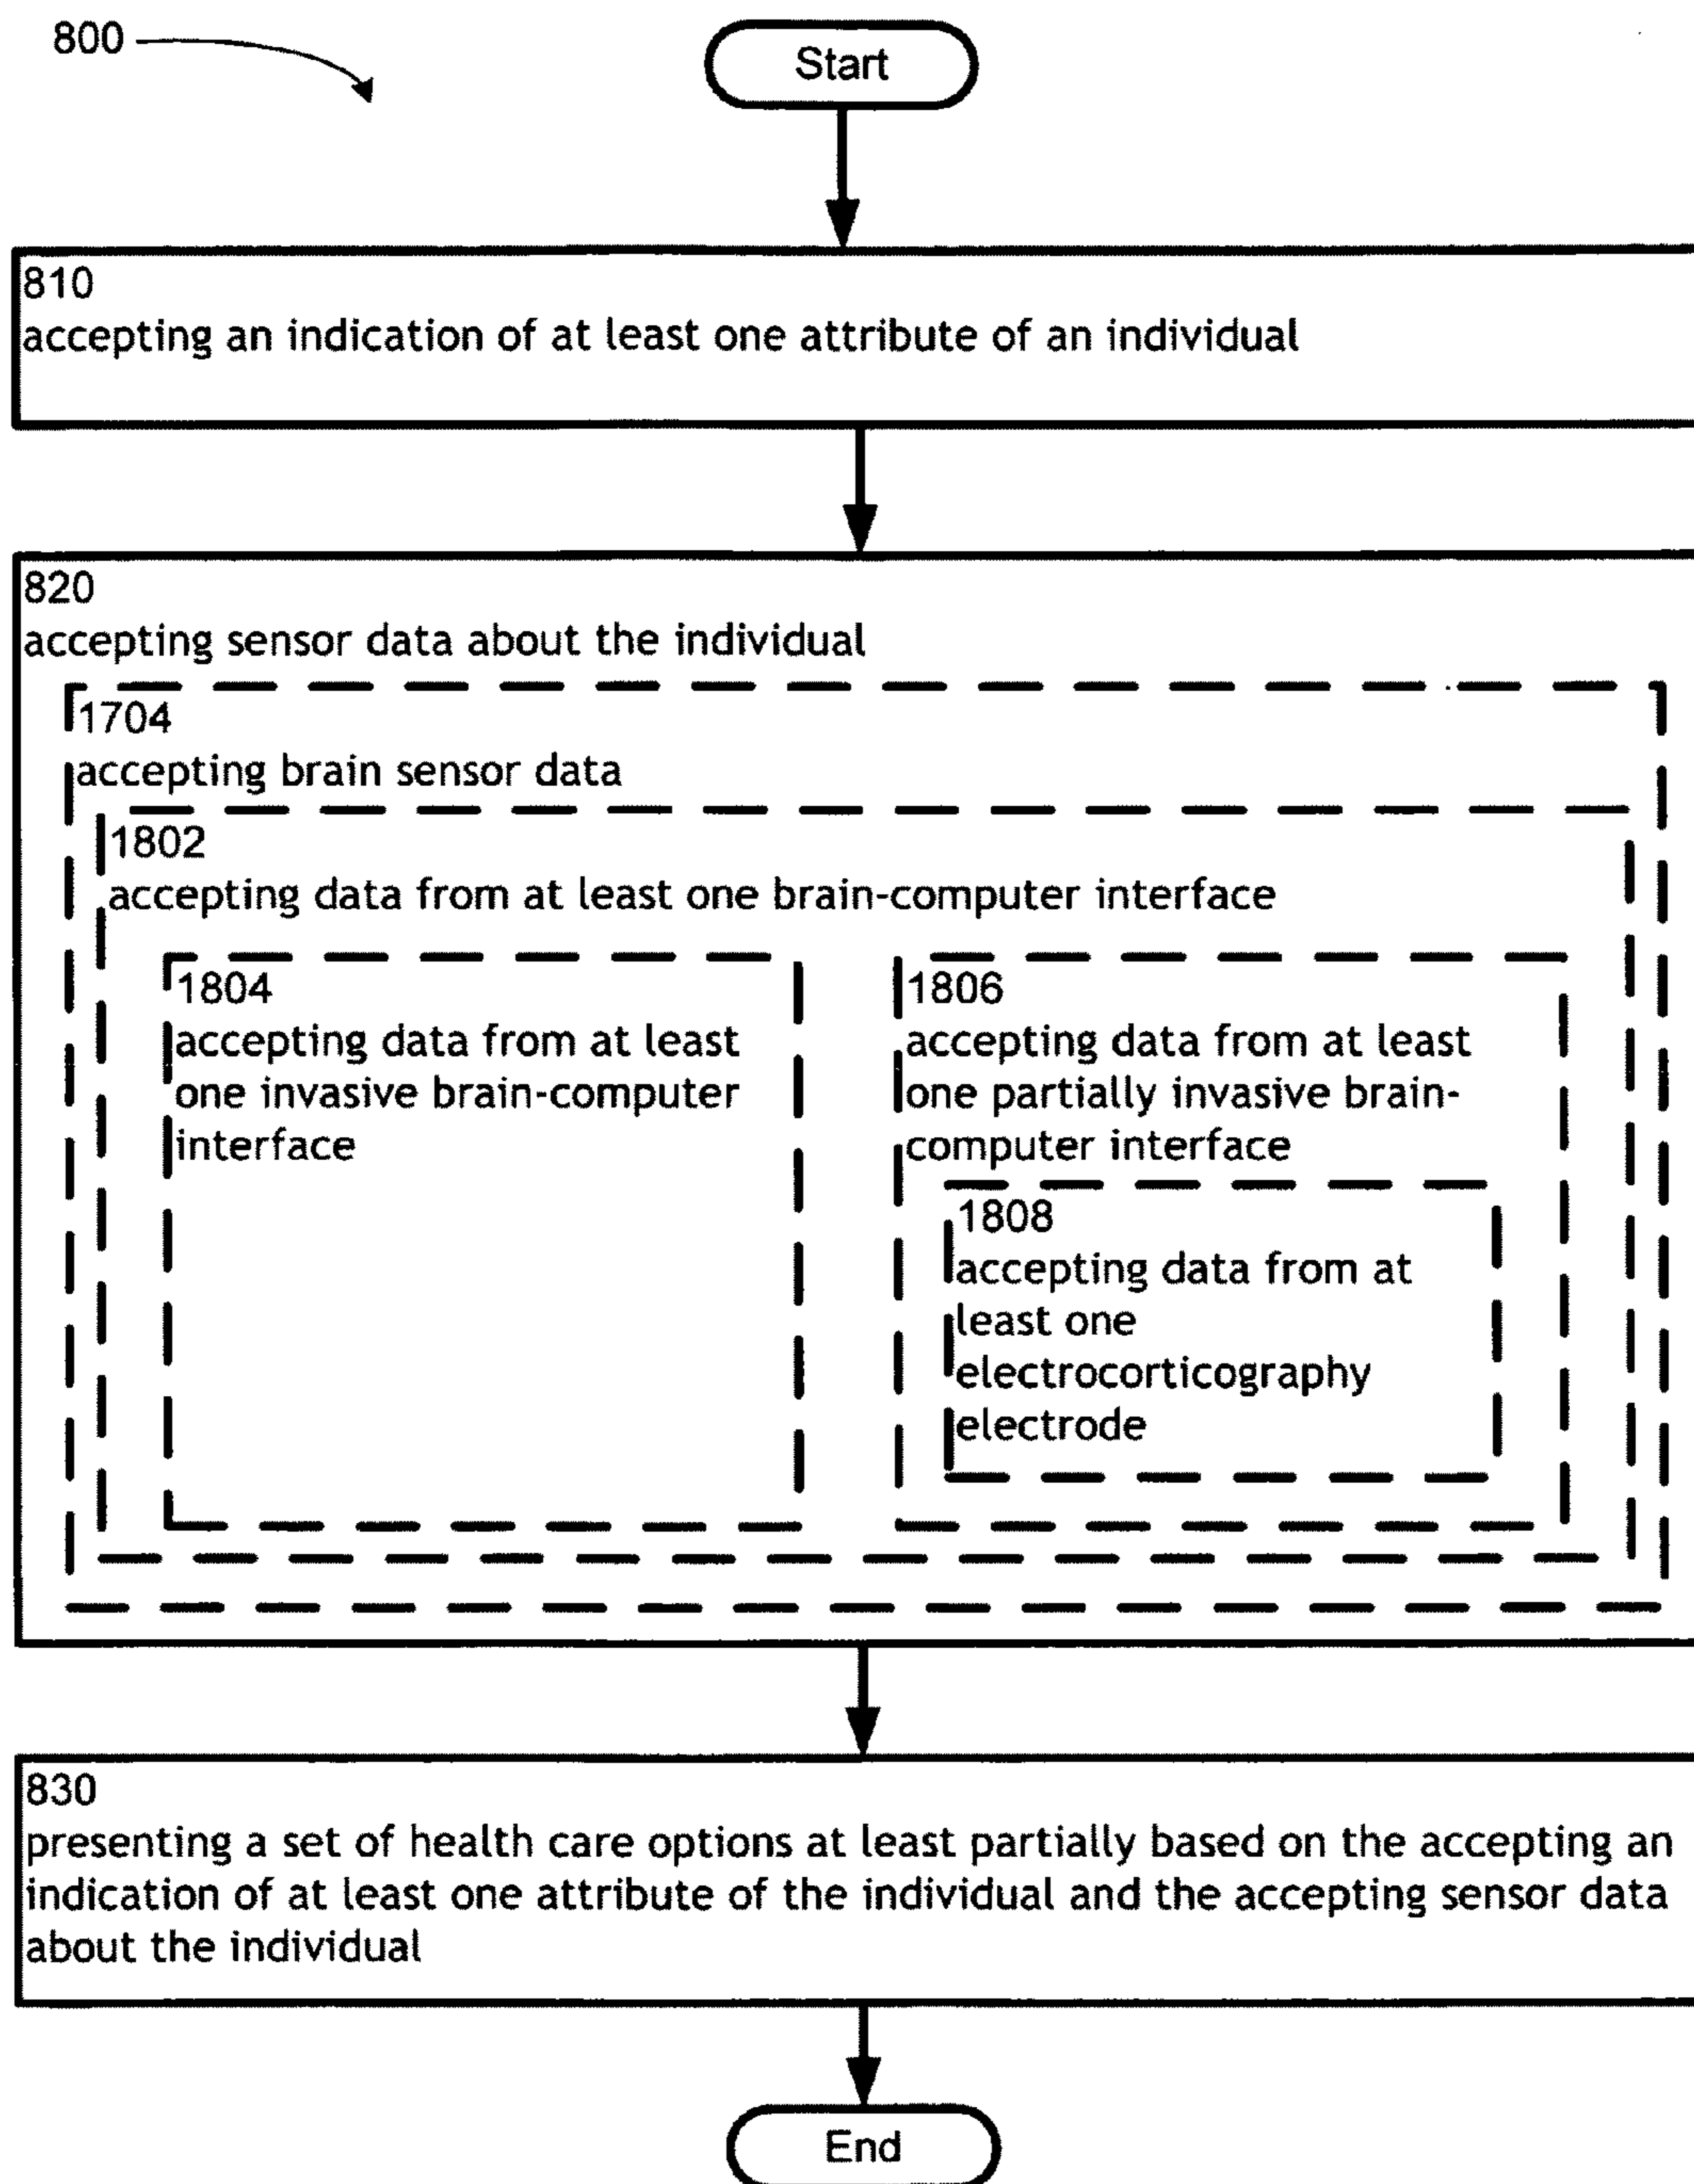 800
Start
810
accepting an indication of at least one attribute of an individual
820
accepting sensor data about the individual
1704
accepting brain sensor data
1802
accepting data from at least one brain-computer interface
1804
accepting data from at least
one invasive brain-computer
interface
1806
accepting data from at least
one partially invasive brain-
computer interface
1808
accepting data from at
least one
electrocorticography
electrode
830
presenting a set of health care options at least partially based on the accepting an
indication of at least one attribute of the individual and the accepting sensor data
about the individual
End